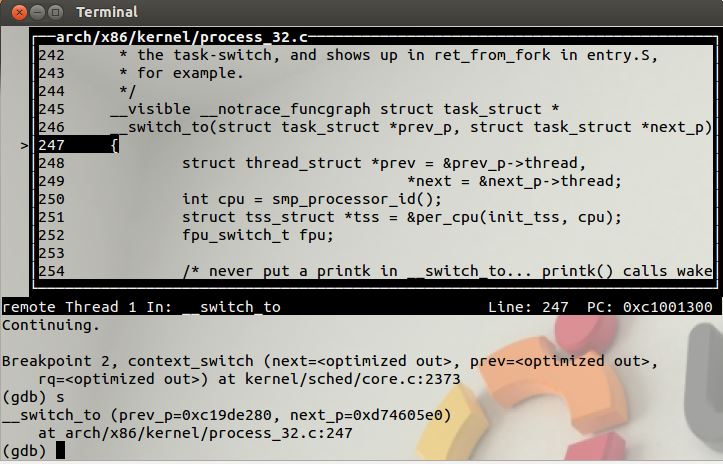 Terminal
arch/x86/kernel/process_32.c
242 * the task-switch, and shows up in ret_from_fork in entry.S,
243 * for example.
244 */
245 __visible __notrace_funcgraph struct task_struct *
246 __switch_to(struct task_struct *prev_p, struct task_struct *next_p)
>247 {
248 struct thread_struct *prev = &prev_p->thread,
249 *next = &next_p->thread;
250 int cpu = smp_processor_id();
251 struct tss_struct *tss = &per_cpu(init_tss, cpu);
252 fpu_switch_t fpu;
253
254 /* never put a printk in __switch_to... printk() calls wake
remote Thread 1 In: __switch_to Line: 247 PC: 0xc1001300
Continuing.
Breakpoint 2, context_switch (next=<optimized out>, prev=<optimized out>,
rq=<optimized out>) at kernel/sched/core.c:2373
(gdb) s
__switch_to (prev_p=0xc19de280, next_p=0xd74605e0)
at arch/x86/kernel/process_32.c:247
(gdb)